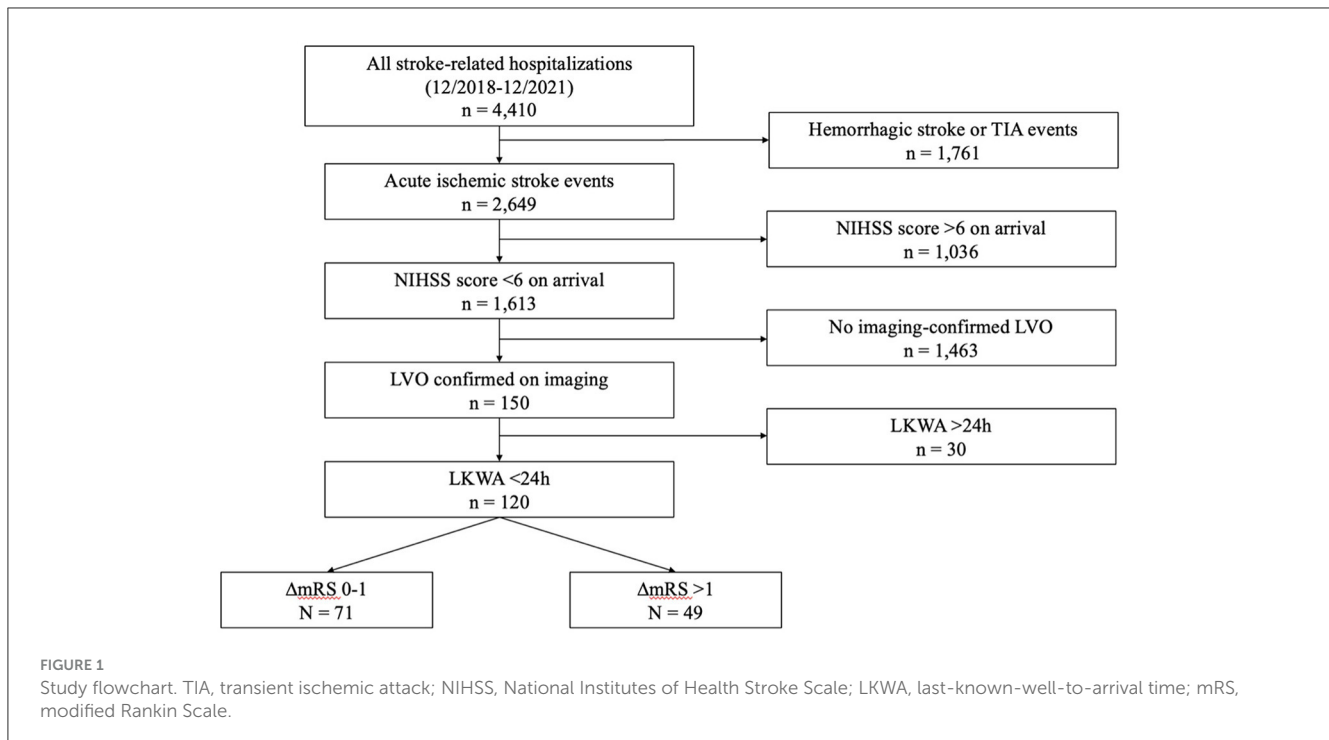 All stroke-related hospitalizations
(12/2018-12/2021)
n = 4,410
Hemorrhagic stroke or TIA events
n = 1,761
Acute ischemic stroke events
n = 2,649
NIHSS score >6 on arrival
n = 1,036
NIHSS score <6 on arrival
n = 1,613
No imaging-confirmed LVO
n = 1,463
LVO confirmed on imaging
n = 150
LKWA >24h
n = 30
LKWA <24h
n = 120
ΔmRS 0-1
N = 71
ΔmRS >1
N = 49
FIGURE 1
Study flowchart. TIA, transient ischemic attack; NIHSS, National Institutes of Health Stroke Scale; LKWA, last-known-well-to-arrival time; mRS,
modified Rankin Scale.